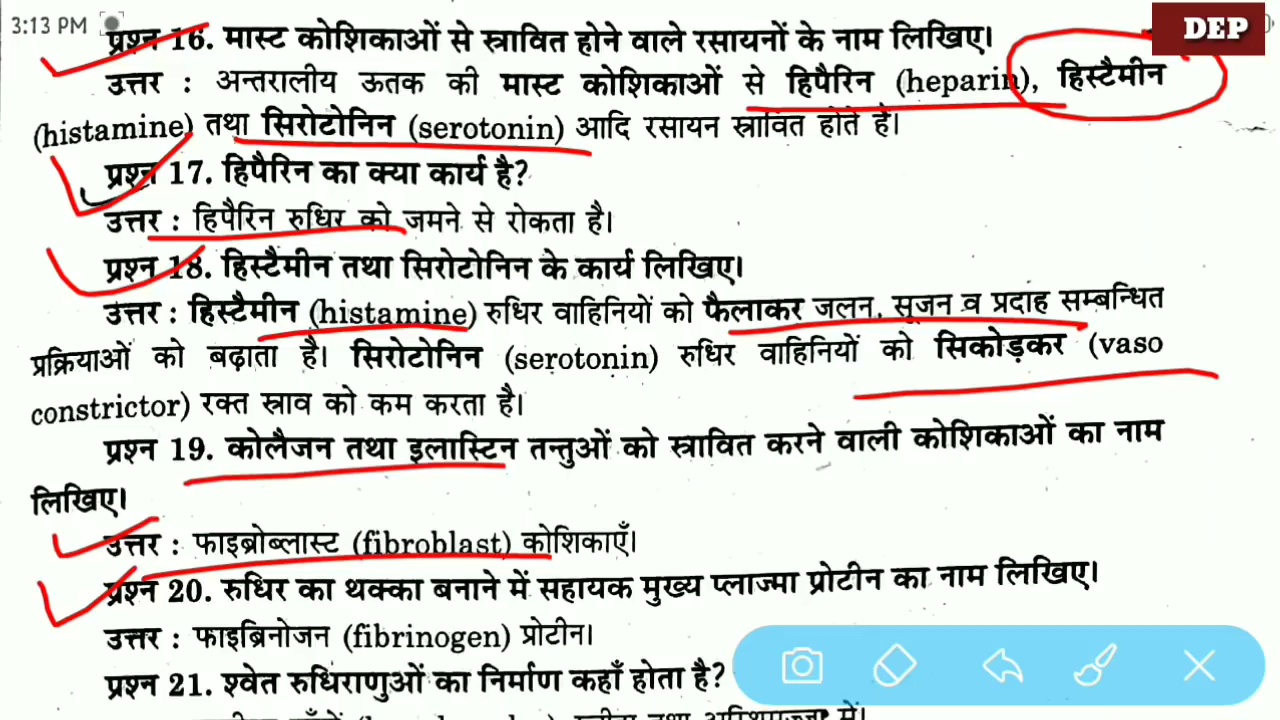 3:13 PM
DEP
प्रश्न 16. मास्ट कोशिकाओं से स्त्रावित होने वाले रसायनों के नाम लिखिए।
उत्तर : अन्तरालीय ऊतक की मास्ट कोशिकाओं से हिपैरिन (heparin), हिस्टैमीन
(histamine) तथा सिरोटोनिन (serotonin) आदि रसायन स्त्रावित होते हैं।
प्रश्न 17. हिपैरिन का क्या कार्य है?
उत्तर : हिपैरिन रुधिर को जमने से रोकता है।
प्रश्न 18. हिस्टैमीन तथा सिरोटोनिन के कार्य लिखिए।
उत्तर : हिस्टैमीन (histamine) रुधिर वाहिनियों को फैलाकर जलन, सूजन व प्रदाह सम्बन्धित
प्रक्रियाओं को बढ़ाता है। सिरोटोनिन (serotonin) रुधिर वाहिनियों को सिकोड़कर (vaso
constrictor) रक्त स्त्राव को कम करता है।
प्रश्न 19. कोलैजन तथा इलास्टिन तन्तुओं को स्त्रावित करने वाली कोशिकाओं का नाम
लिखिए।
उत्तर : फाइब्रोब्लास्ट (fibroblast) कोशिकाएँ।
प्रश्न 20. रुधिर का थक्का बनाने में सहायक मुख्य प्लाज्मा प्रोटीन का नाम लिखिए।
उत्तर : फाइब्रिनोजन (fibrinogen) प्रोटीन।
प्रश्न 21. श्वेत रुधिराणुओं का निर्माण कहाँ होता है?
तथा अस्थिमज्जा में।